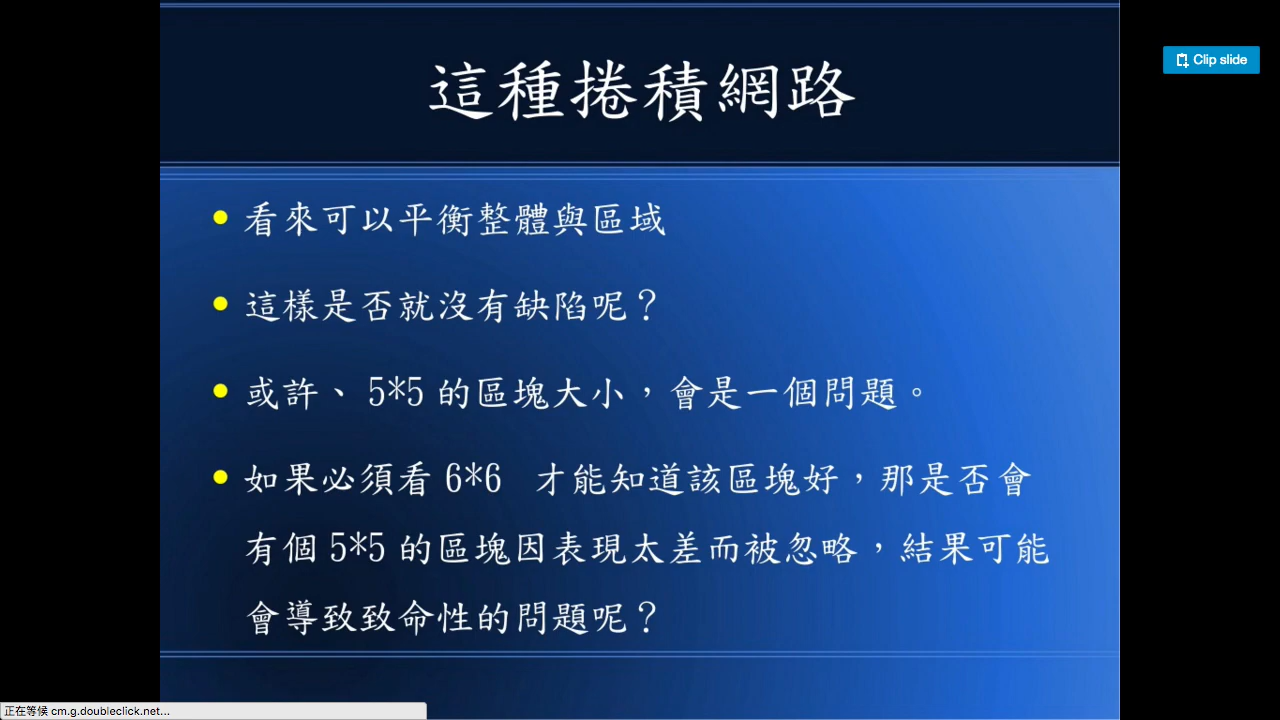 Clip slide
這種捲積網路
看來可以平衡整體與區域
這樣是否就沒有缺陷呢？
或許、5*5 的區塊大小，會是一個問題。
如果必須看 6*6 才能知道該區塊好，那是否會
有個 5*5 的區塊因表現太差而被忽略，結果可能
會導致致命性的問題呢？
正在等候 cm.g.doubleclick.net...